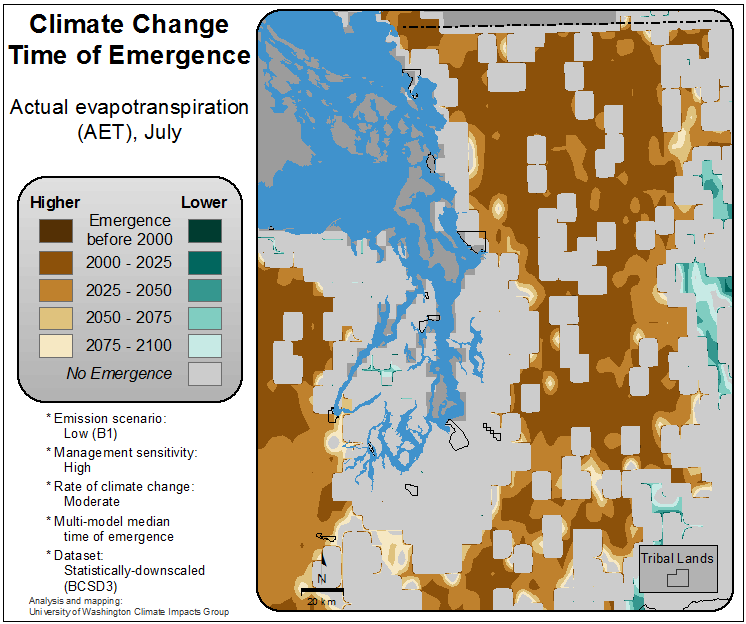 Climate Change
Time of Emergence
Actual evapotranspiration
(AET), July
Higher Lower
Emergence
before 2000
2000 - 2025
2025 - 2050
2050 - 2075
2075 - 2100
No Emergence
* Emission scenario:
Low (B1)
* Management sensitivity:
High
* Rate of climate change:
Moderate
* Multi-model median
time of emergence
* Dataset:
Statistically-downscaled
(BCSD3)
Analysis and mapping:
University of Washington Climate Impacts Group
N
20 km
Tribal Lands